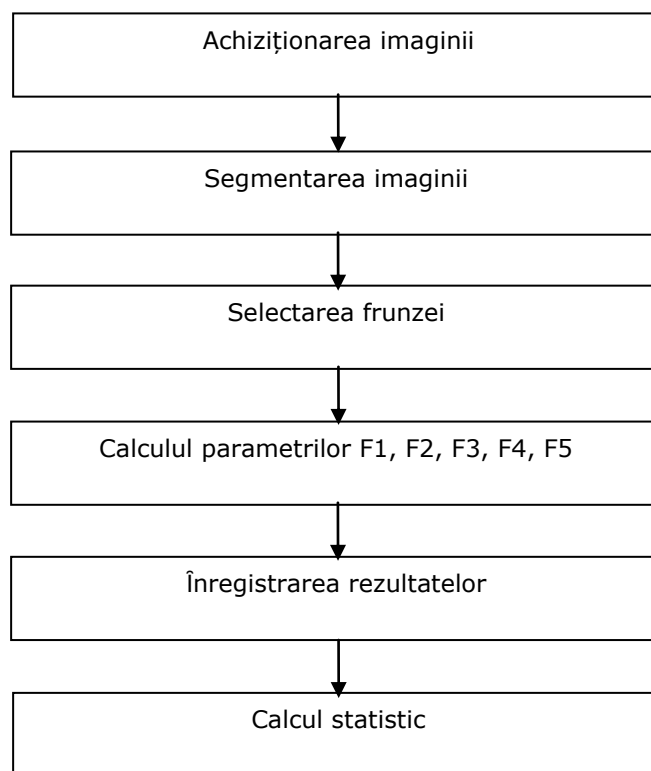 Achiziționarea imaginii
Segmentarea imaginii
Selectarea frunzei
Calculul parametrilor F1, F2, F3, F4, F5
Înregistrarea rezultatelor
Calcul statistic